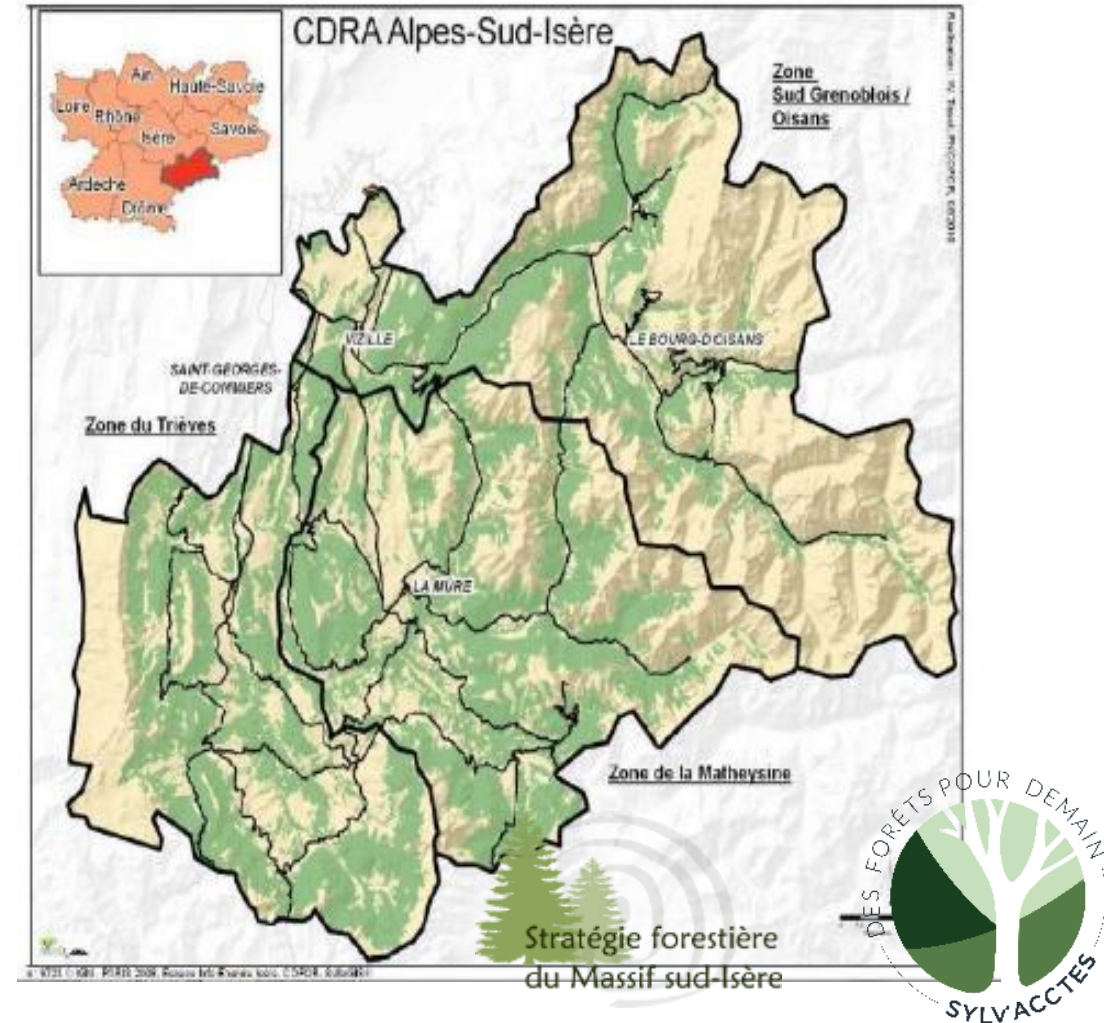 CDRA Alpes-Sud-Isère
Ain
Haute-Savoie
Loire
Rhône
Isère
Savoie
Ardèche
Drôme
Zone
Sud Grenoblois /
Oisans
VIZILLE
LE BOURG-D'OISANS
SAINT-GEORGES-
DE-COMMIERS
Zone du Trièves
LA MURE
Zone de la Matheysine
Stratégie forestière
du Massif sud-Isère
DES FORÊTS POUR DEMAIN
SYLV'ACCTES